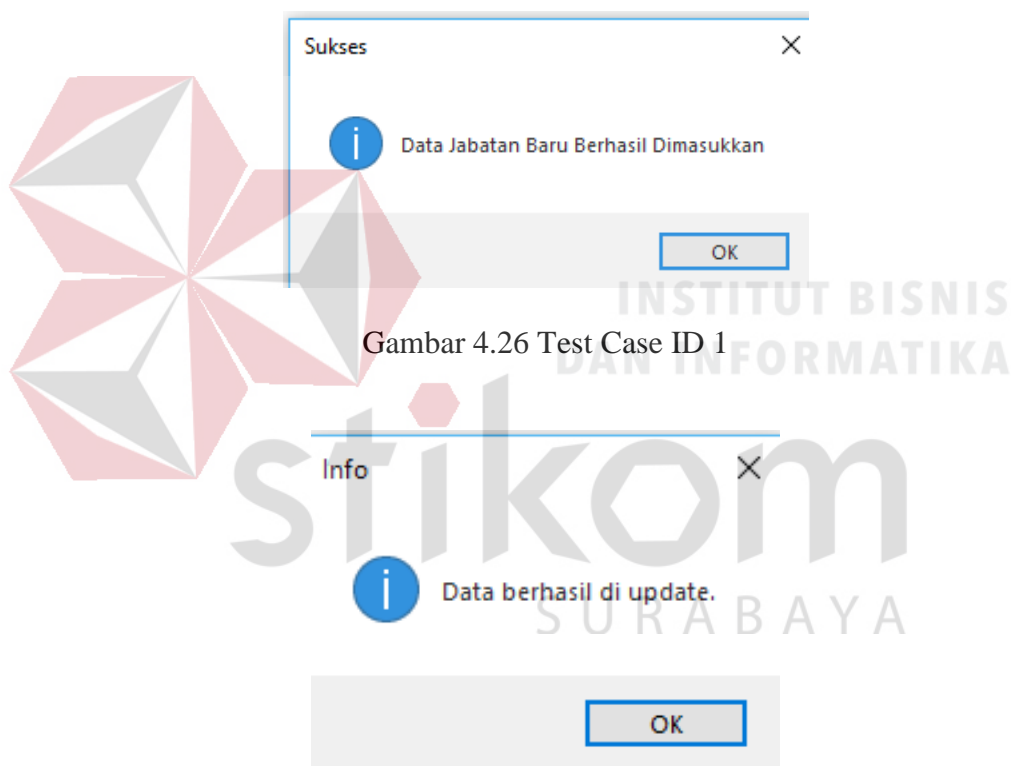 Sukses
Data Jabatan Baru Berhasil Dimasukkan
OK
INSTITUT BISNIS
Gambar 4.26 Test Case ID 1
DAN INFORMATIKA
stikom
Info
Data berhasil di update.
SURABAYA
OK